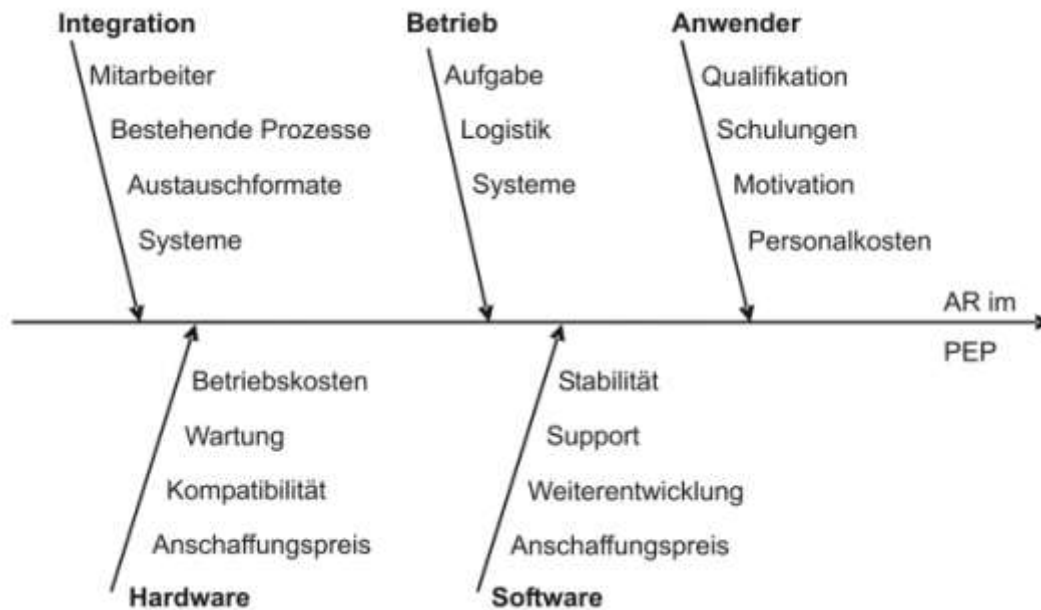 Integration
Mitarbeiter
Bestehende Prozesse
Austauschformate
Systeme
Betrieb
Aufgabe
Logistik
Systeme
Anwender
Qualifikation
Schulungen
Motivation
Personalkosten
AR im
PEP
Betriebskosten
Wartung
Kompatibilität
Anschaffungspreis
Hardware
Stabilität
Support
Weiterentwicklung
Anschaffungspreis
Software